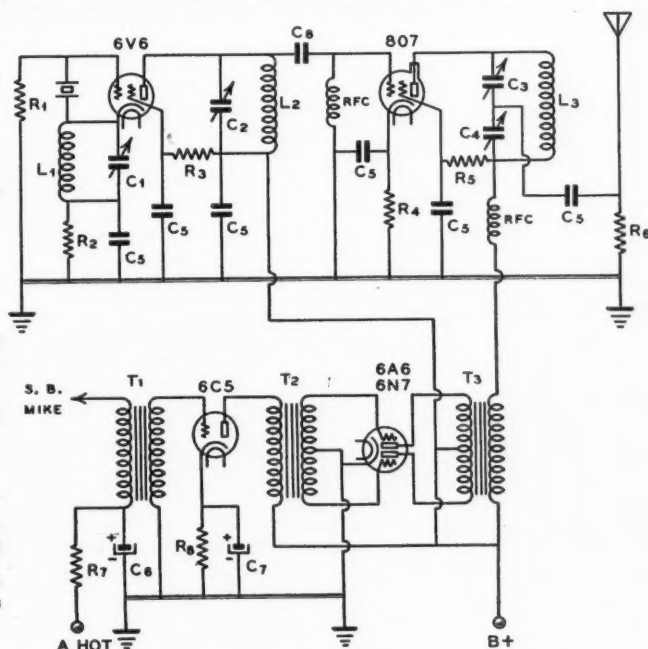 6V6
C8
807
R1
L1
C1
R2
C5
C2
L2
R3
C5
C5
RFC
C5
R4
C3
L3
C4
R5
C5
RFC
C5
R6
S. B.
MIKE
T1
6C5
T2
6A6
6N7
T3
R7
C6
R8
C7
A HOT
B+